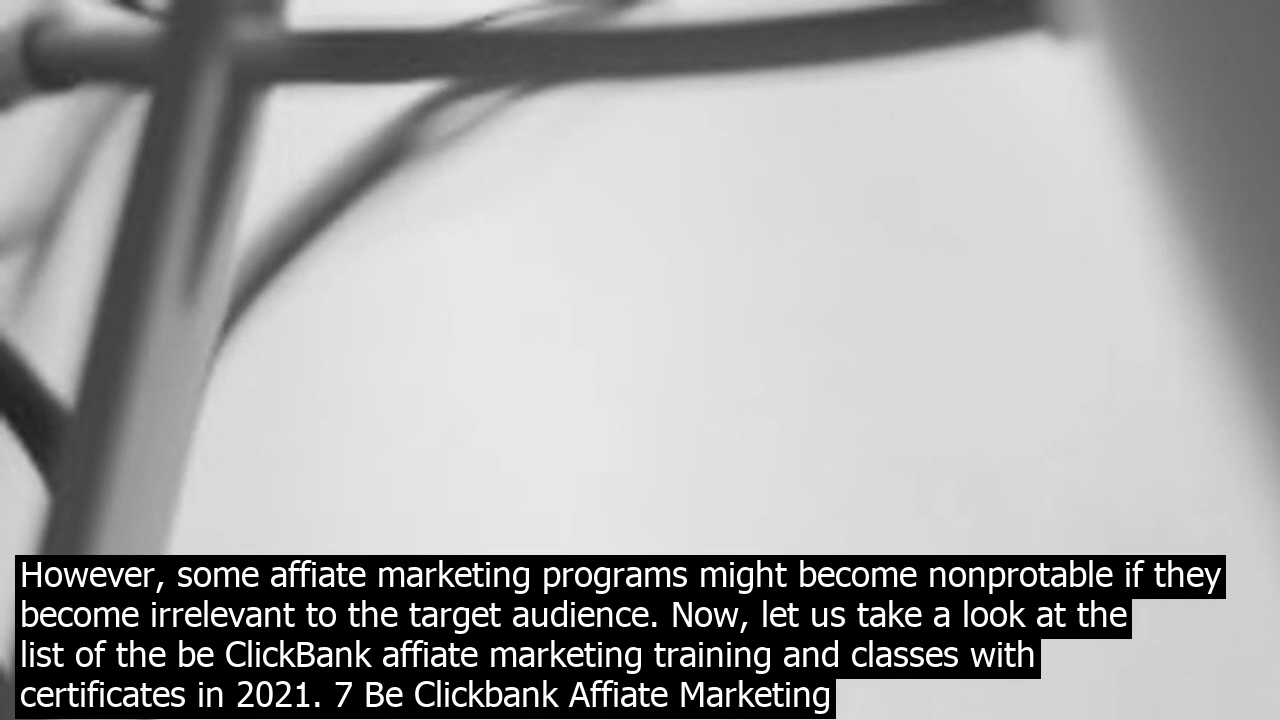 However, some affiate marketing programs might become nonprotable if they
become irrelevant to the target audience. Now, let us take a look at the
list of the be ClickBank affiate marketing training and classes with
certificates in 2021. 7 Be Clickbank Affiate Marketing